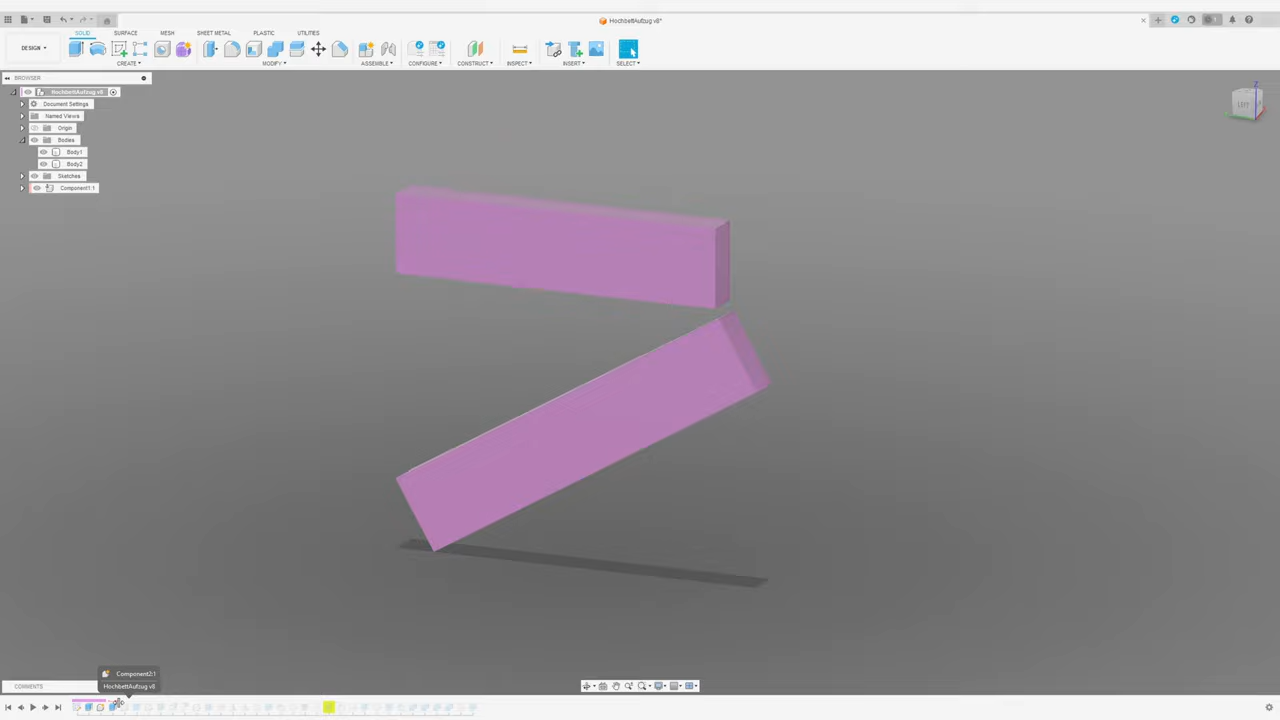 HochbettAufzug v8*
SOLID SURFACE MESH SHEET METAL PLASTIC UTILITIES
DESIGN ▾
CREATE ▾ MODIFY ▾ ASSEMBLE ▾ CONFIGURE ▾ CONSTRUCT ▾ INSPECT ▾ INSERT ▾ SELECT ▾
BROWSER
HochbettAufzug v8
Document Settings
Named Views
Origin
Bodies
Body1
Body2
Sketches
Component1:1
LEFT
Z
Component2:1
HochbettAufzug v8
COMMENTS